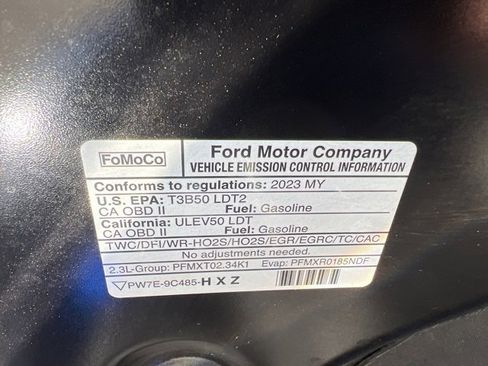 FoMoCo
Ford Motor Company
VEHICLE EMISSION CONTROL INFORMATION
Conforms to regulations: 2023 MY
U.S. EPA: T3B50 LDT2
CA OBD II Fuel: Gasoline
California: ULEV50 LDT
CA OBD II Fuel: Gasoline
TWC/DFI/WR-HO2S/HO2S/EGR/EGRC/TC/CAC
No adjustments needed.
2.3L-Group: PFMXT02.34K1 Evap: PFMXR0185NDF
PW7E-9C485-HXZ